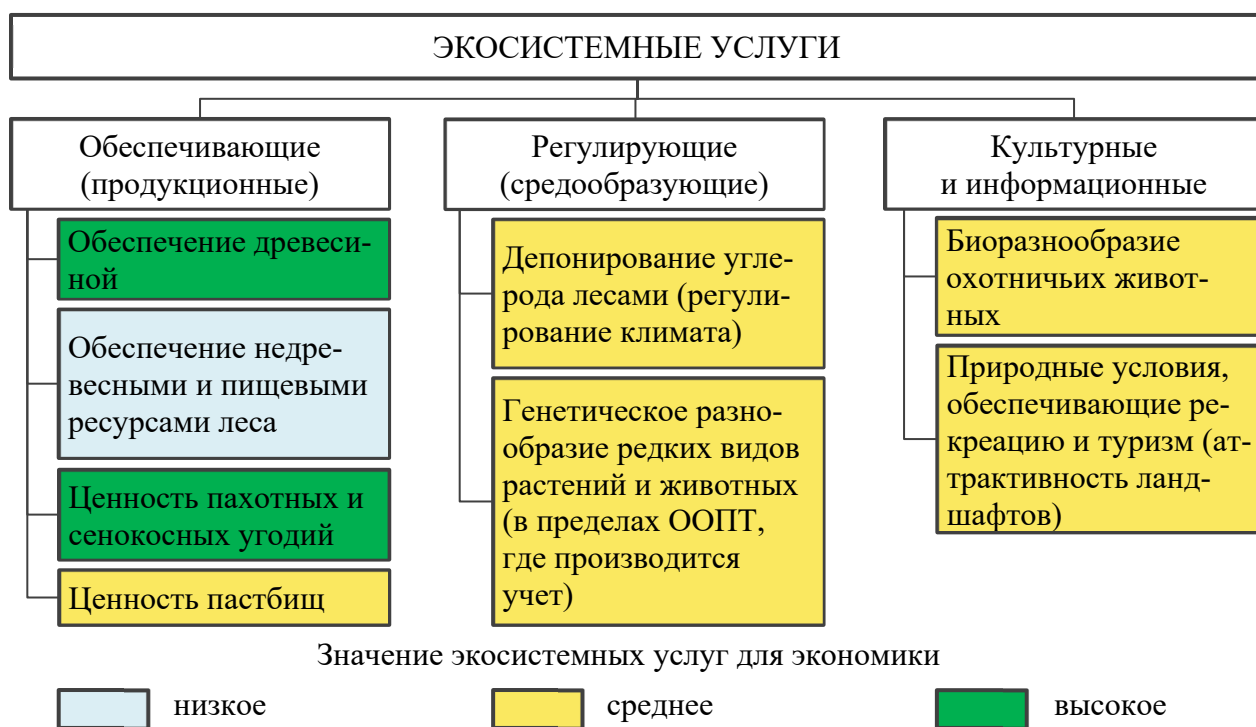 ЭКОСИСТЕМНЫЕ УСЛУГИ
Обеспечивающие
(продукционные)
Обеспечение древеси-
ной
Обеспечение недре-
весными и пищевыми
ресурсами леса
Ценность пахотных и
сенокосных угодий
Ценность пастбищ
Регулирующие
(средообразующие)
Депонирование угле-
рода лесами (регули-
рование климата)
Генетическое разно-
образие редких видов
растений и животных
(в пределах ООПТ,
где производится
учет)
Культурные
и информационные
Биоразнообразие
охотничьих живот-
ных
Природные условия,
обеспечивающие ре-
креацию и туризм (ат-
трактивность ланд-
шафтов)
Значение экосистемных услуг для экономики
низкое
среднее
высокое